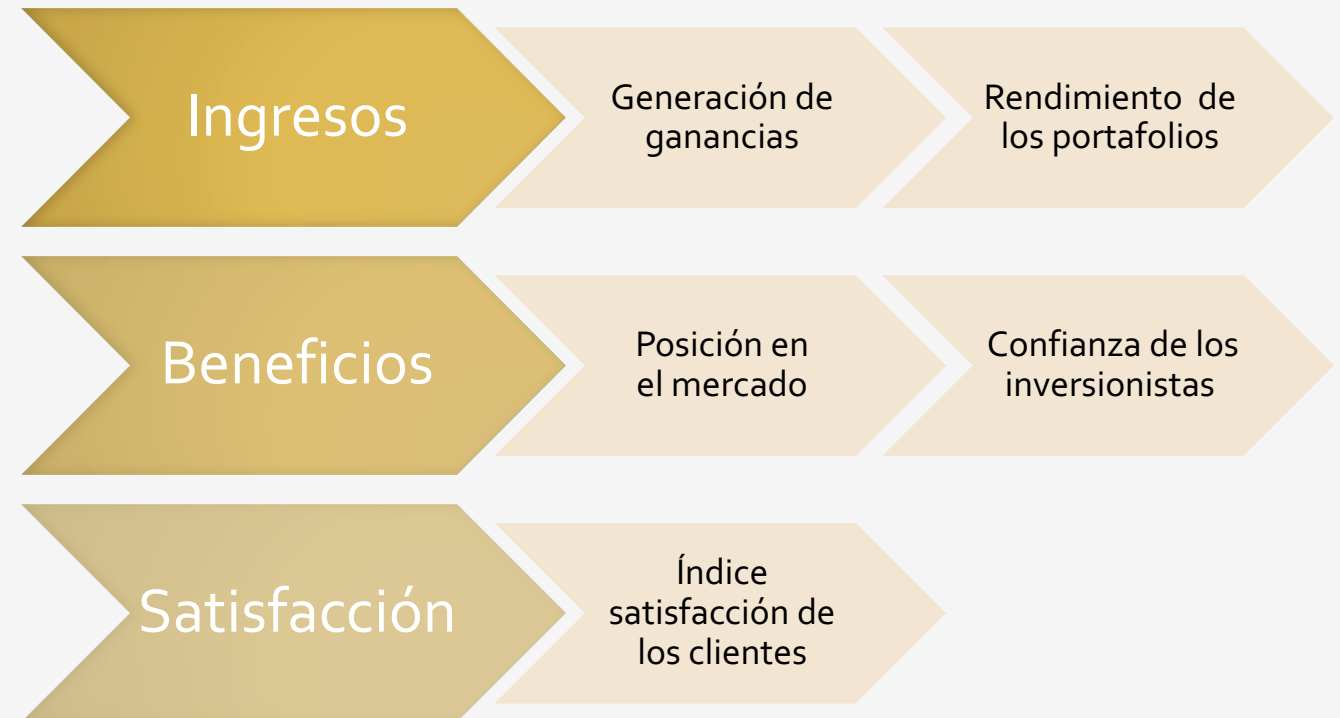 Ingresos
Generación de
ganancias
Rendimiento de
los portafolios
Beneficios
Posición en
el mercado
Confianza de los
inversionistas
Satisfacción
Índice
satisfacción de
los clientes